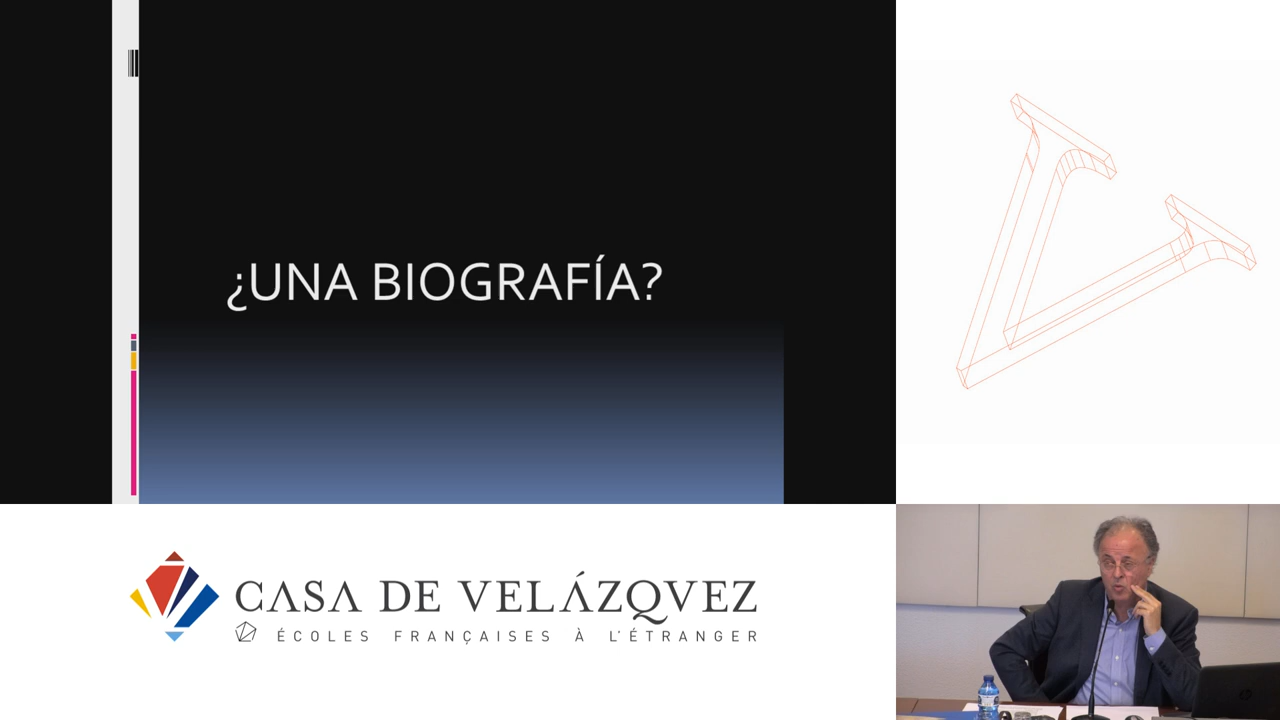 ¿UNA BIOGRAFÍA?
CASA DE VELÁZQVEZ
ÉCOLES FRANÇAISES À L'ÉTRANGER